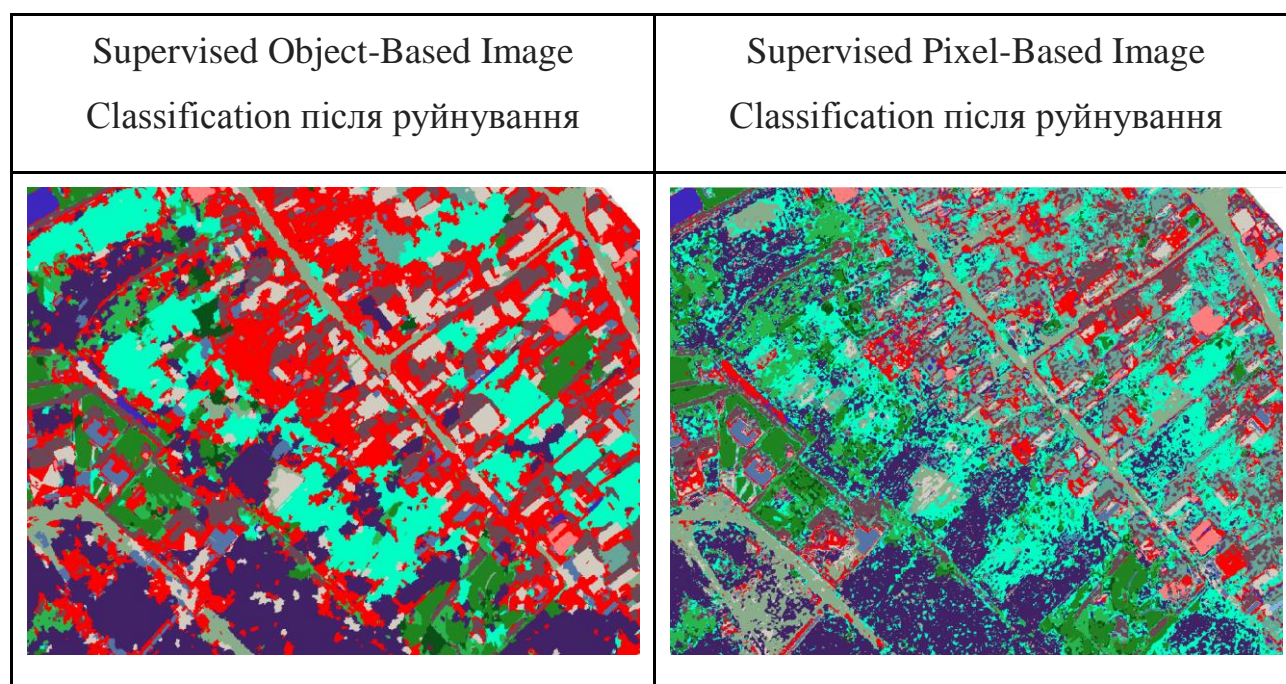 Supervised Object-Based Image
Classification після руйнування
Supervised Pixel-Based Image
Classification після руйнування